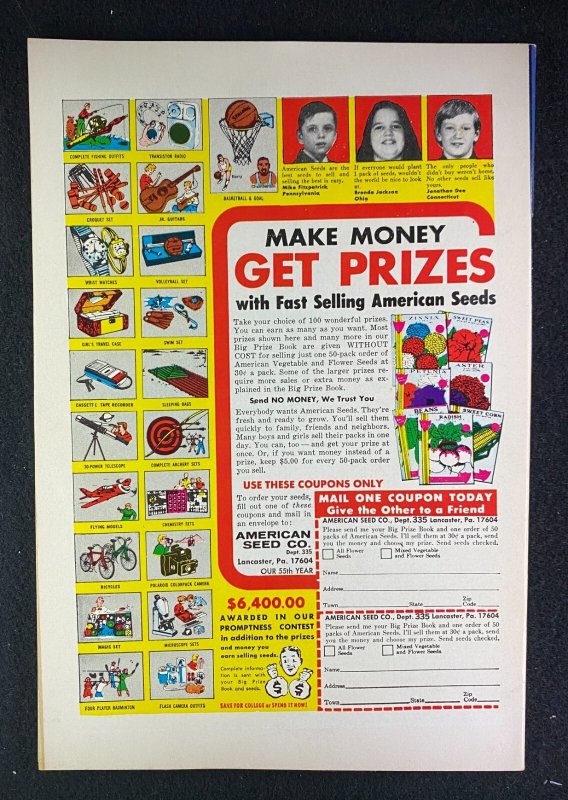 COMPLETE FISHING OUTFITS
TRANSISTOR RADIO
CROQUET SET
JR. GUITARS
BASKETBALL & GOAL
WRIST WATCHES
VOLLEYBALL SET
GIRL'S TRAVEL CASE
SWIM SET
CASSETTE TAPE RECORDER
SLEEPING BAGS
30-POWER TELESCOPE
COMPLETE ARCHERY SETS
FLYING MODELS
CHEMISTRY SETS
BICYCLES
POLAROID COLORPACK CAMERA
MAGIC SET
MICROSCOPE SETS
FOUR PLAYER BADMINTON
FLASH CAMERA OUTFITS
American Seeds are the
best seeds to sell and
selling the best is easy.
Mike Fitzpatrick
Pennsylvania
If everyone would plant
1 pack of seeds, wouldn't
the world be nice to look
at.
Brenda Jackson
Ohio
The only people who
didn't buy weren't home.
No other seeds sell like
yours.
Jonathan Dee
Connecticut
MAKE MONEY
GET PRIZES
with Fast Selling American Seeds
Take your choice of 100 wonderful prizes.
You can earn as many as you want. Most
prizes shown here and many more in our
Big Prize Book are given WITHOUT
COST for selling just one 50-pack order of
American Vegetable and Flower Seeds at
30¢ a pack. Some of the larger prizes re-
quire more sales or extra money as ex-
plained in the Big Prize Book.
Send NO MONEY, We Trust You
Everybody wants American Seeds. They're
fresh and ready to grow. You'll sell them
quickly to family, friends and neighbors.
Many boys and girls sell their packs in one
day. You can, too — and get your prize at
once. Or, if you want money instead of a
prize, keep $5.00 for every 50-pack order
you sell.
ZINNIA
SWEET PEAS
PETUNIA
ASTER
BEANS
RADISH
SWEET CORN
USE THESE COUPONS ONLY
To order your seeds,
fill out one of these
coupons and mail in
an envelope to:
AMERICAN
SEED CO.
Dept. 335
Lancaster, Pa. 17604
OUR 55th YEAR
MAIL ONE COUPON TODAY
Give the Other to a Friend
AMERICAN SEED CO., Dept. 335 Lancaster, Pa. 17604
Please send me your Big Prize Book and one order of 50
packs of American Seeds. I'll sell them at 30¢ a pack, send
you the money and choose my prize. Send seeds checked.
All Flower
Seeds
Mixed Vegetable
and Flower Seeds
Name
Address
Town
State
Zip
Code
AMERICAN SEED CO., Dept. 335 Lancaster, Pa. 17604
Please send me your Big Prize Book and one order of 50
packs of American Seeds. I'll sell them at 30¢ a pack, send
you the money and choose my prize. Send seeds checked.
All Flower
Seeds
Mixed Vegetable
and Flower Seeds
Name
Address
Town
State
Zip
Code
$6,400.00
AWARDED IN OUR
PROMPTNESS CONTEST
in addition to the prizes
and money you
earn selling seeds.
Complete informa-
tion is sent with
your Big Prize
Book and seeds.
$
$
SAVE FOR COLLEGE or SPEND IT NOW!